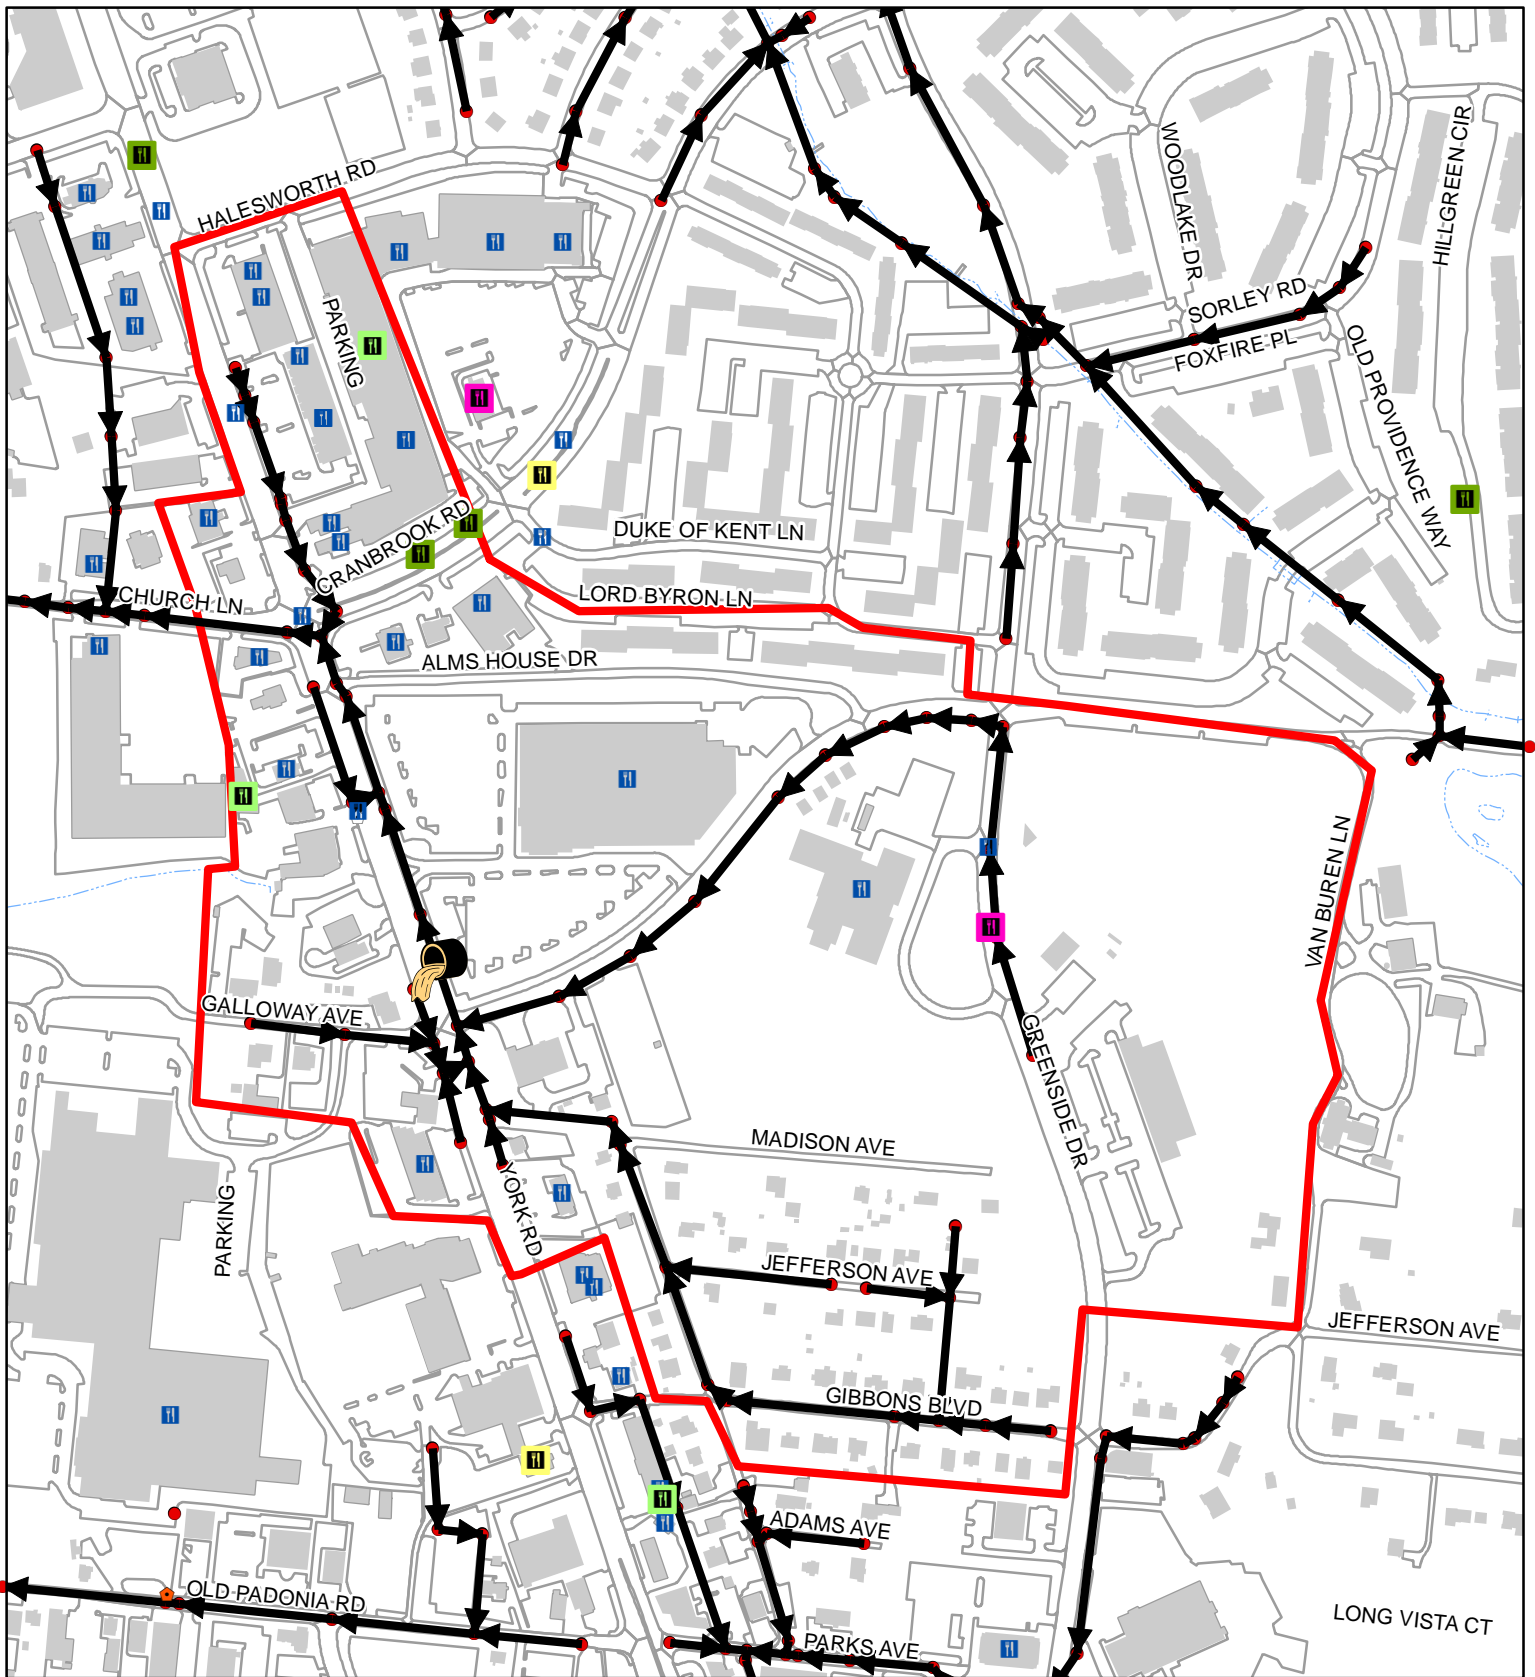 HALESWORTH RD
WOODLAKE DR
HILLGREEN CIR
PARKING
SORLEY RD
FOXFIRE PL
OLD PROVIDENCE WAY
CRANBROOK RD
DUKE OF KENT LN
CHURCH LN
LORD BYRON LN
ALMS HOUSE DR
VAN BUREN LN
GALLOWAY AVE
GREENSIDE DR
MADISON AVE
YORK RD
PARKING
JEFFERSON AVE
JEFFERSON AVE
GIBBONS BLVD
ADAMS AVE
OLD PADONIA RD
LONG VISTA CT
PARKS AVE